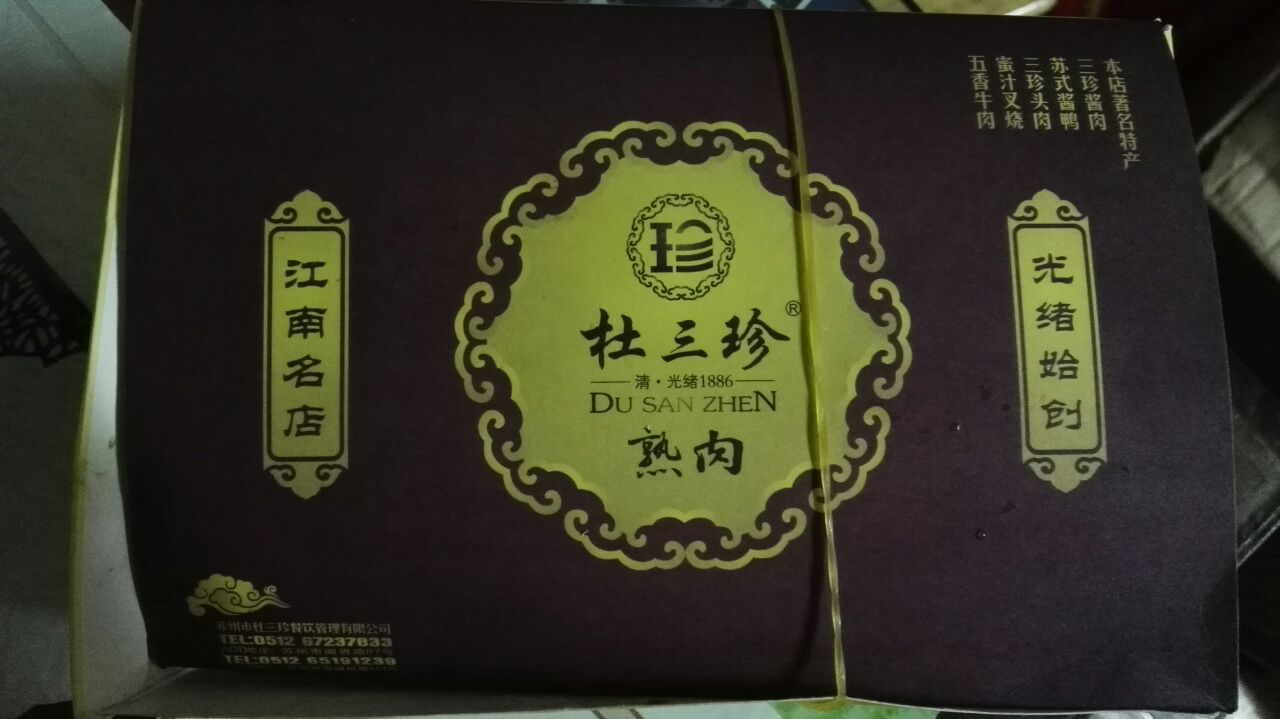 本店著名特产
三珍酱肉
苏式酱鸭
三珍头肉
蜜汁叉烧
五香牛肉
光绪始创
珍
杜三珍®
清·光绪1886
DU SAN ZHEN
熟肉
江南名店
苏州市杜三珍餐饮管理有限公司
TEL:0512 67237833
TEL:0512 65191239